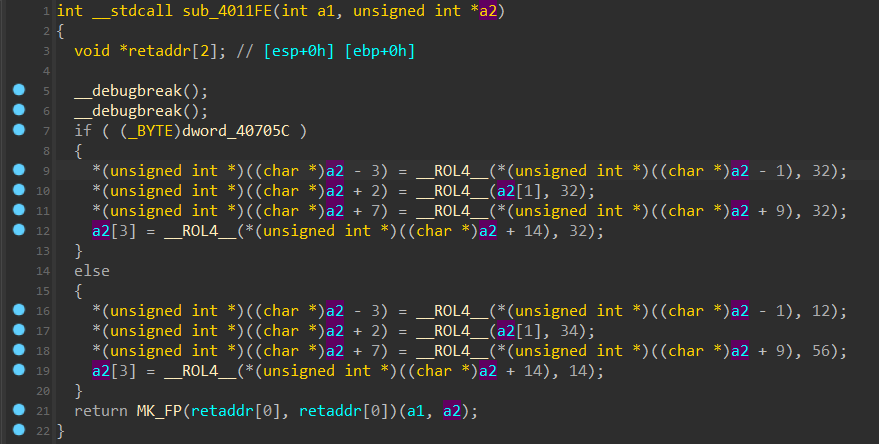 1 int __stdcall sub_4011FE(int a1, unsigned int *a2)
2 {
3 void *retaddr[2]; // [esp+0h] [ebp+0h]
4
5 __debugbreak();
6 __debugbreak();
7 if ( (_BYTE)dword_40705C )
8 {
9 *(unsigned int *)((char *)a2 - 3) = __ROL4__(*(unsigned int *)((char *)a2 - 1), 32);
10 *(unsigned int *)((char *)a2 + 2) = __ROL4__(a2[1], 32);
11 *(unsigned int *)((char *)a2 + 7) = __ROL4__(*(unsigned int *)((char *)a2 + 9), 32);
12 a2[3] = __ROL4__(*(unsigned int *)((char *)a2 + 14), 32);
13 }
14 else
15 {
16 *(unsigned int *)((char *)a2 - 3) = __ROL4__(*(unsigned int *)((char *)a2 - 1), 12);
17 *(unsigned int *)((char *)a2 + 2) = __ROL4__(a2[1], 34);
18 *(unsigned int *)((char *)a2 + 7) = __ROL4__(*(unsigned int *)((char *)a2 + 9), 56);
19 a2[3] = __ROL4__(*(unsigned int *)((char *)a2 + 14), 14);
20 }
21 return MK_FP(retaddr[0], retaddr[0])(a1, a2);
22 }